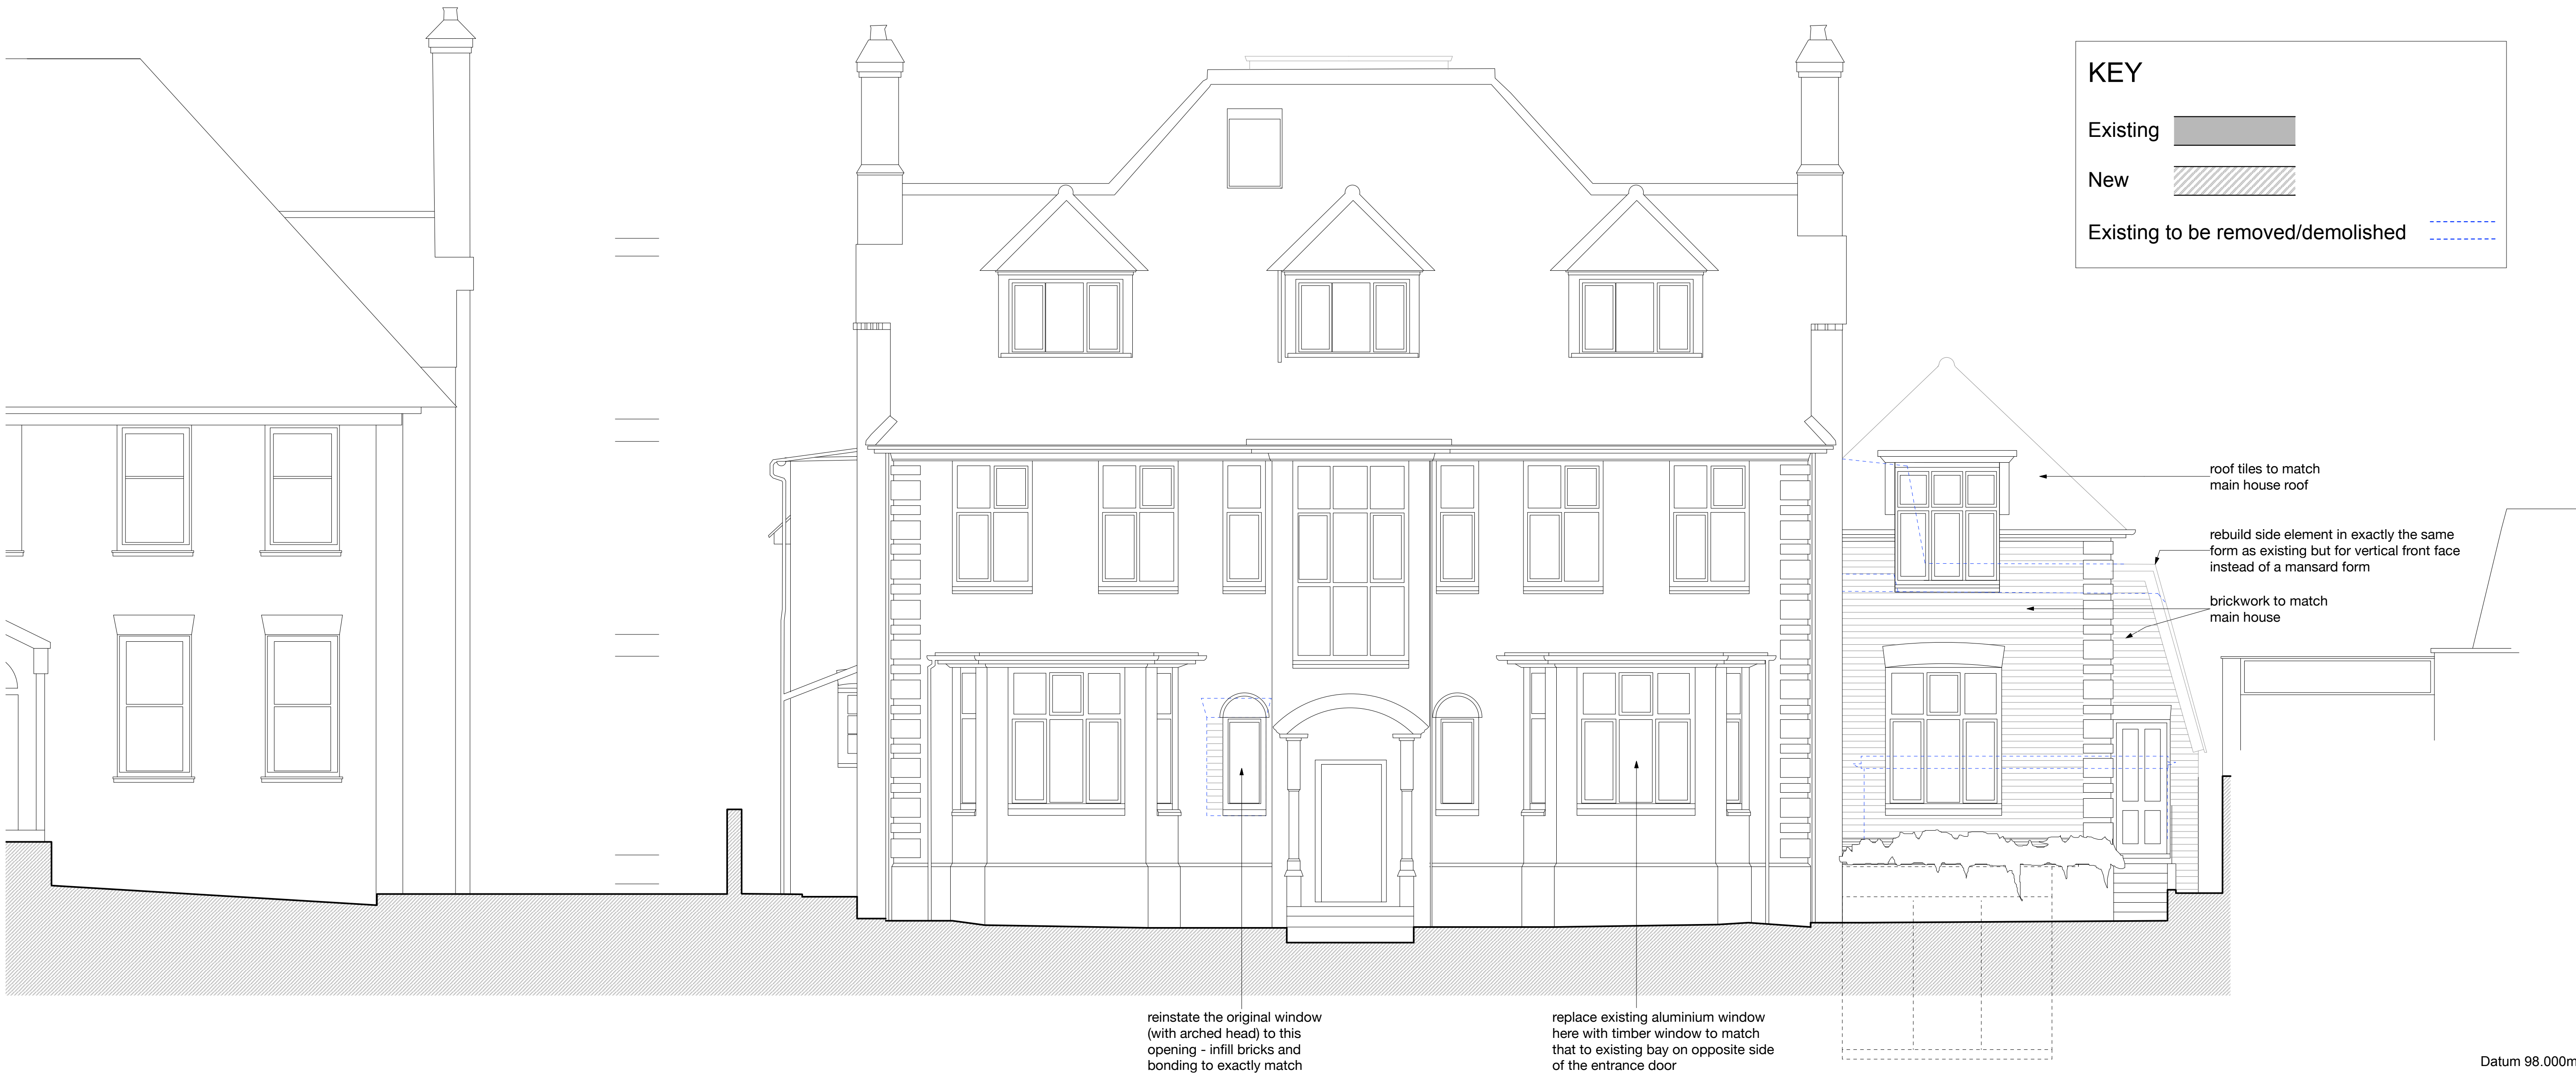 KEY
Existing
New
Existing to be removed/demolished
roof tiles to match
main house roof
rebuild side element in exactly the same
form as existing but for vertical front face
instead of a mansard form
brickwork to match
main house
reinstate the original window
(with arched head) to this
opening - infill bricks and
bonding to exactly match
replace existing aluminium window
here with timber window to match
that to existing bay on opposite side
of the entrance door
Datum 98.000m